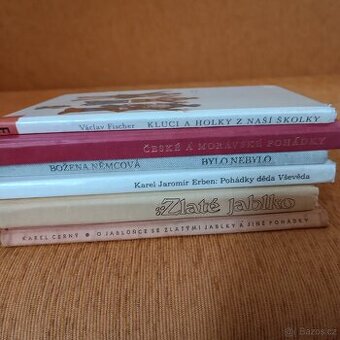 Václav Fischer KLUCI A HOLKY Z NAŠÍ ŠKOLKY
ČESKÉ A MORAVSKÉ POHÁDKY
BOŽENA NĚMCOVÁ BYLO NEBYLO
Karel Jaromír Erben: Pohádky děda Vševěda
Zlaté jablko
KAREL ČERNÝ • O JABLOŇCE SE ZLATÝMI JABLKY A JINÉ POHÁDKY
Bazoš.cz